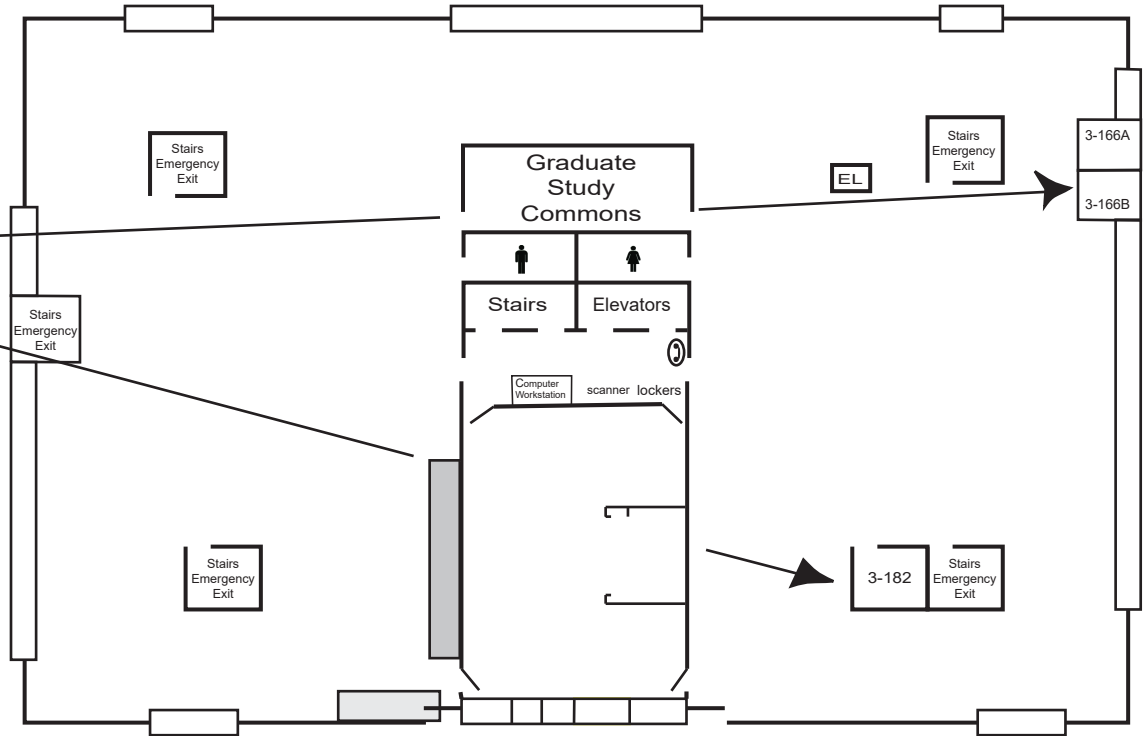 Stairs
Emergency
Exit
Graduate
Study
Commons
EL
Stairs
Emergency
Exit
3-166A
3-166B
Stairs
Emergency
Exit
Stairs
Elevators
Computer
Workstation
scanner
lockers
Stairs
Emergency
Exit
3-182
Stairs
Emergency
Exit